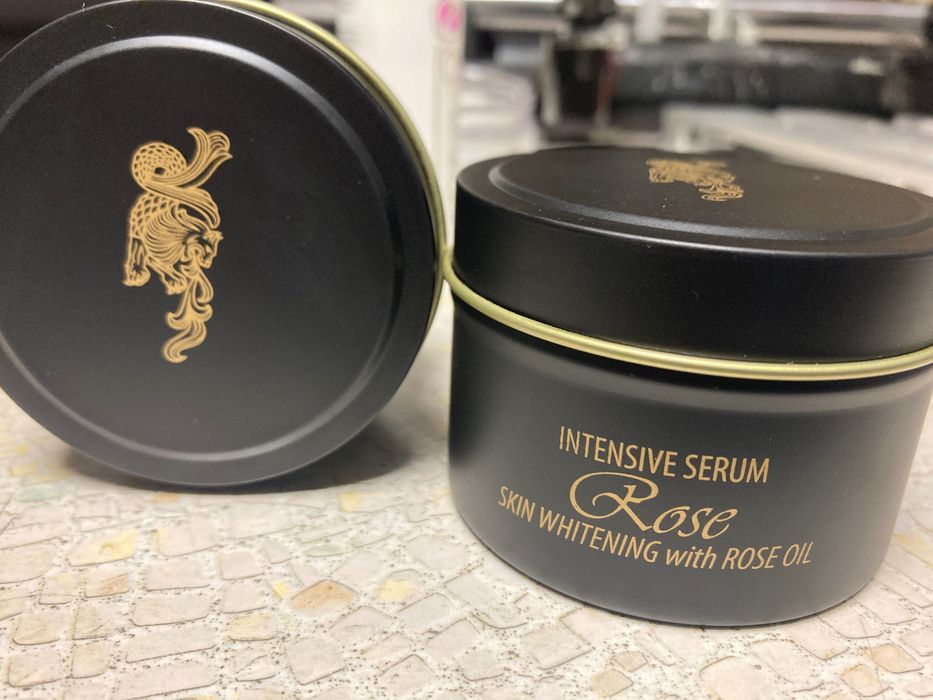 INTENSIVE SERUM
Rose
SKIN WHITENING with ROSE OIL